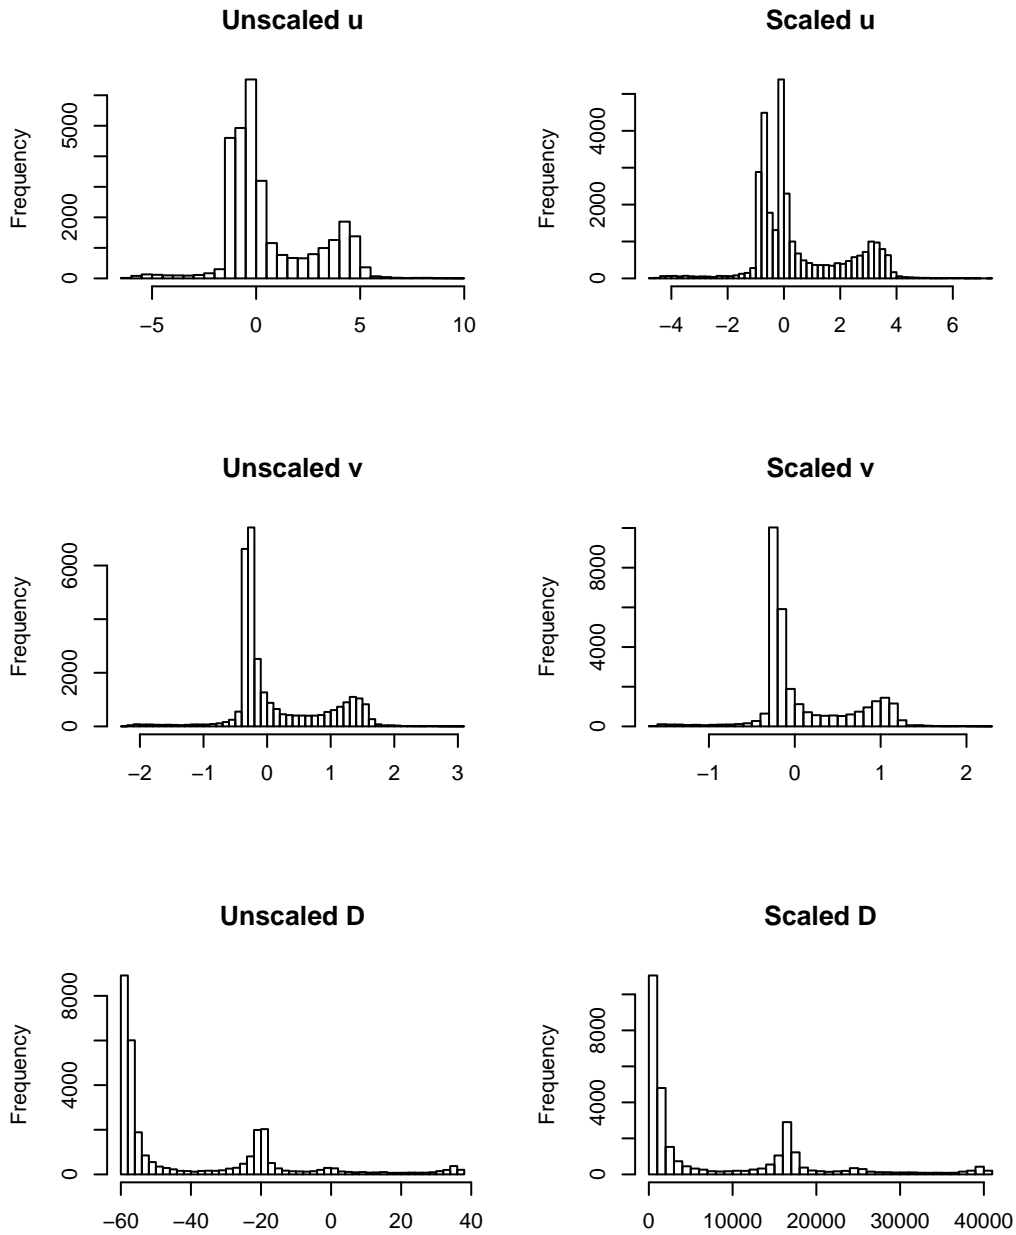 Unscaled u
Frequency
0 2000 5000
−5 0 5 10
Scaled u
Frequency
0 2000 4000
−4 −2 0 2 4 6
Unscaled v
Frequency
0 2000 6000
−2 −1 0 1 2 3
Scaled v
Frequency
0 4000 8000
−1 0 1 2
Unscaled D
Frequency
0 4000 8000
−60 −40 −20 0 20 40
Scaled D
Frequency
0 4000 8000
0 10000 20000 30000 40000